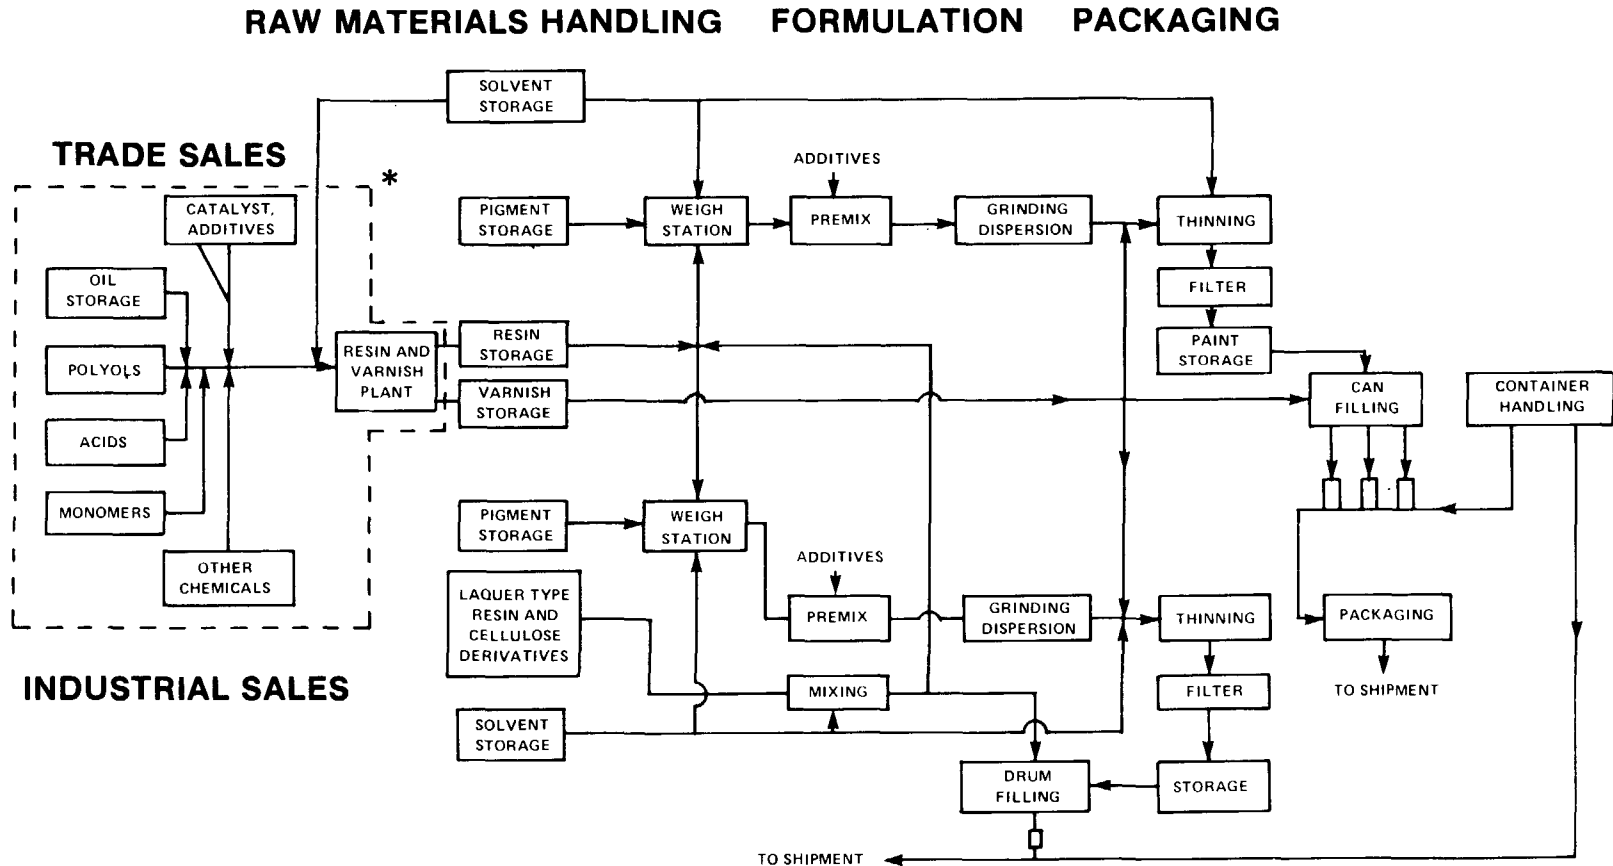 RAW MATERIALS HANDLING FORMULATION PACKAGING
SOLVENT
STORAGE
TRADE SALES
*
ADDITIVES
CATALYST,
ADDITIVES
PIGMENT
STORAGE
WEIGH
STATION
PREMIX
GRINDING
DISPERSION
THINNING
OIL
STORAGE
FILTER
RESIN AND
VARNISH
PLANT
RESIN
STORAGE
PAINT
STORAGE
POLYOLS
VARNISH
STORAGE
CAN
FILLING
CONTAINER
HANDLING
ACIDS
MONOMERS
PIGMENT
STORAGE
WEIGH
STATION
OTHER
CHEMICALS
ADDITIVES
LAQUER TYPE
RESIN AND
CELLULOSE
DERIVATIVES
PREMIX
GRINDING
DISPERSION
THINNING
PACKAGING
INDUSTRIAL SALES
MIXING
FILTER
TO SHIPMENT
SOLVENT
STORAGE
DRUM
FILLING
STORAGE
TO SHIPMENT